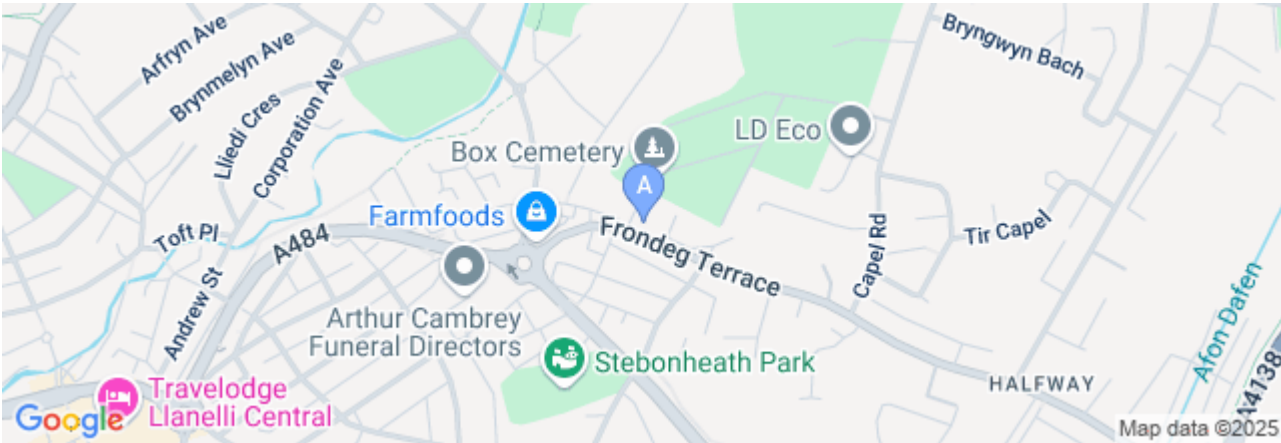 Arfryn Ave
Brynmelyn Ave
Lliedi Cres
Corporation Ave
Bryngwyn Bach
LD Eco
Box Cemetery
A
Farmfoods
Toft Pl
A484
Frondeg Terrace
Capel Rd
Tir Capel
Andrew St
Arthur Cambrey
Funeral Directors
Afon Dafen
Stebonheath Park
A4138
HALFWAY
Travelodge
Llanelli Central
Google
Map data ©2025